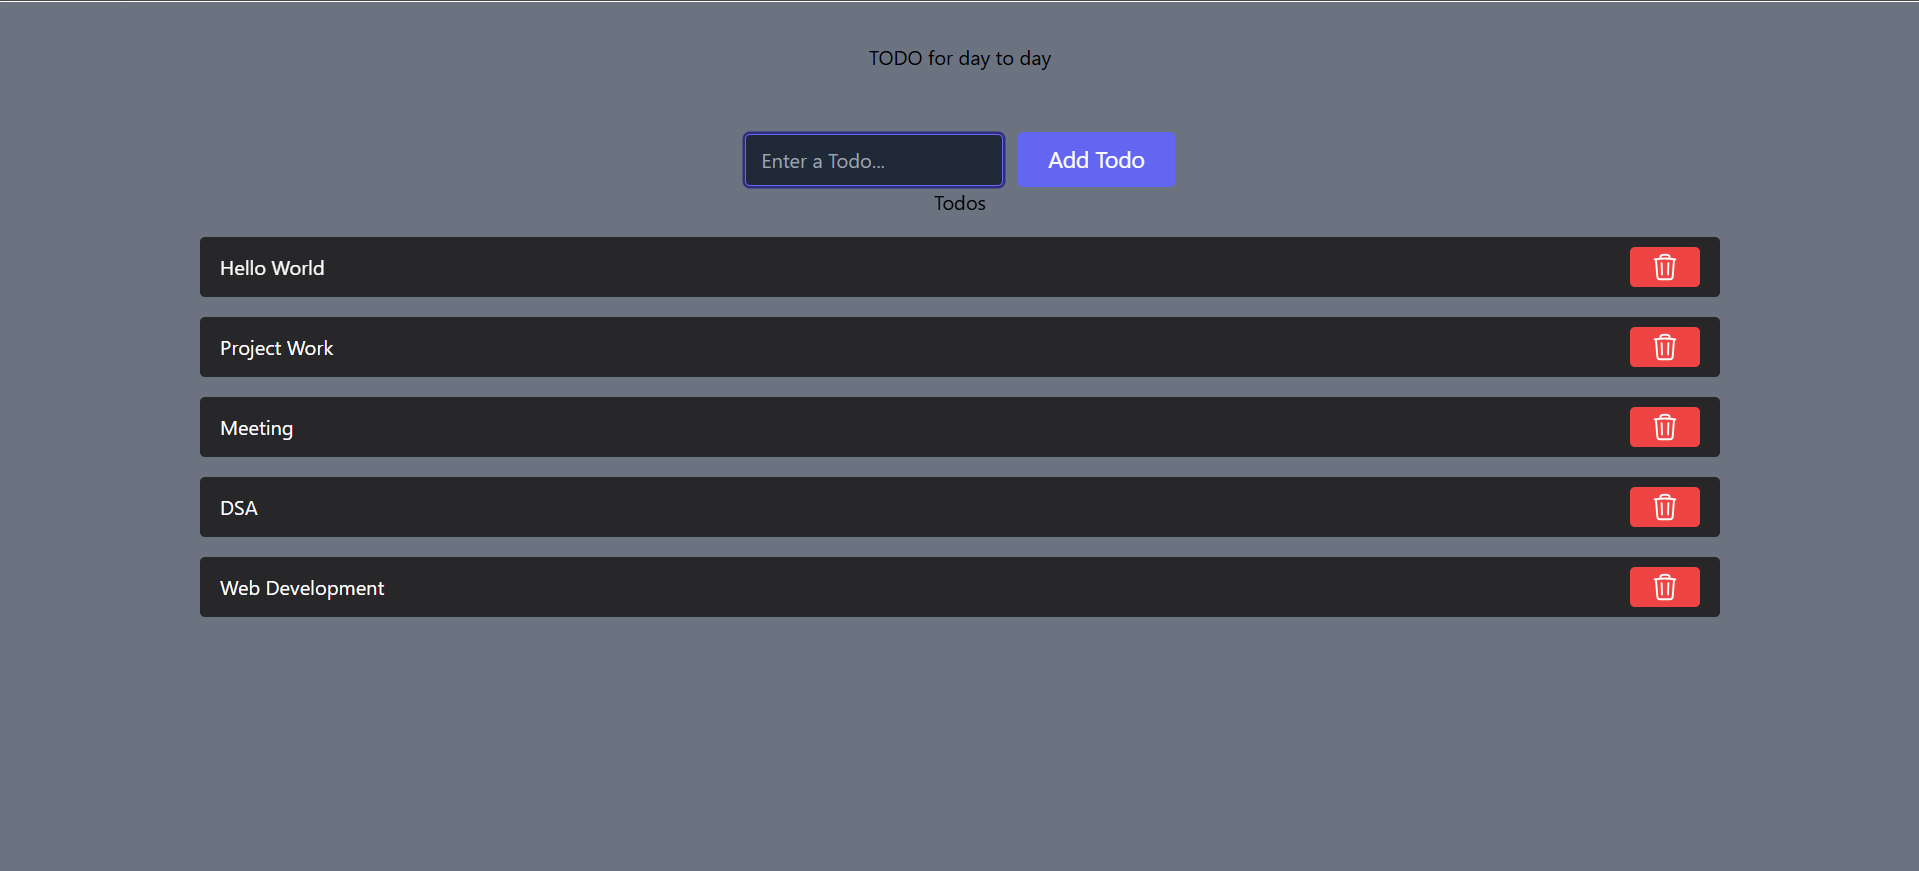 TODO for day to day
Enter a Todo...
Add Todo
Todos
Hello World
Project Work
Meeting
DSA
Web Development